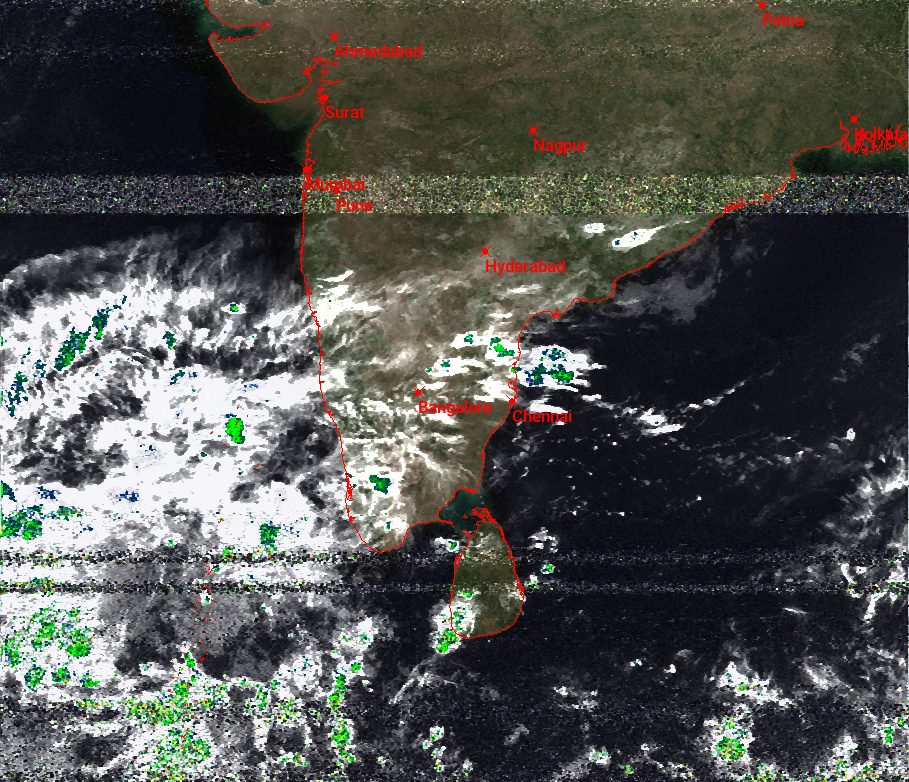 Patna
Ahmedabad
Surat
Kolkata
Nagpur
Mumbai
Pune
Hyderabad
Bangalore
Chennai